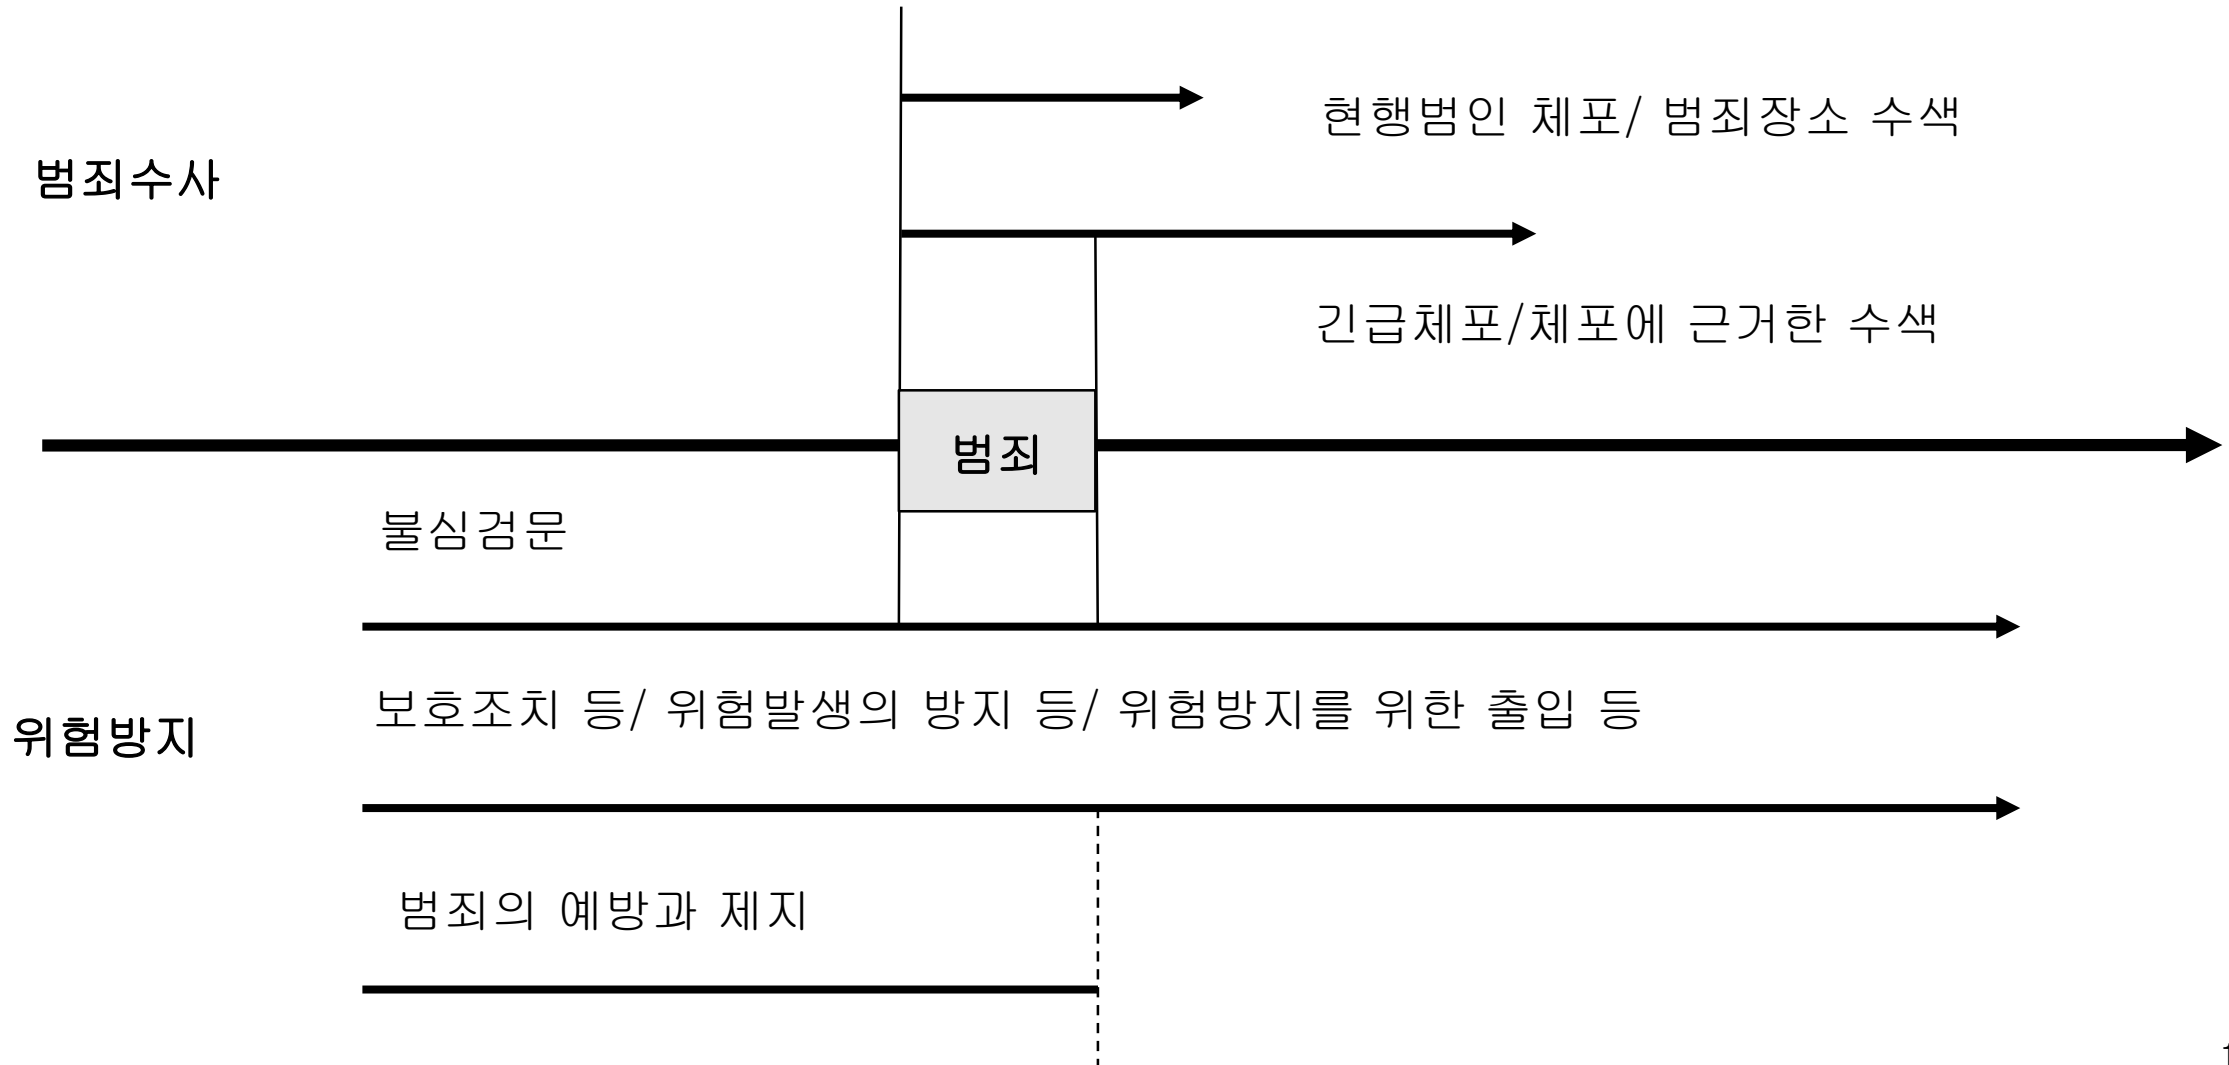 현행범인 체포/ 범죄장소 수색
범죄수사
긴급체포/체포에 근거한 수색
범죄
불심검문
보호조치 등/ 위험발생의 방지 등/ 위험방지를 위한 출입 등
위험방지
범죄의 예방과 제지